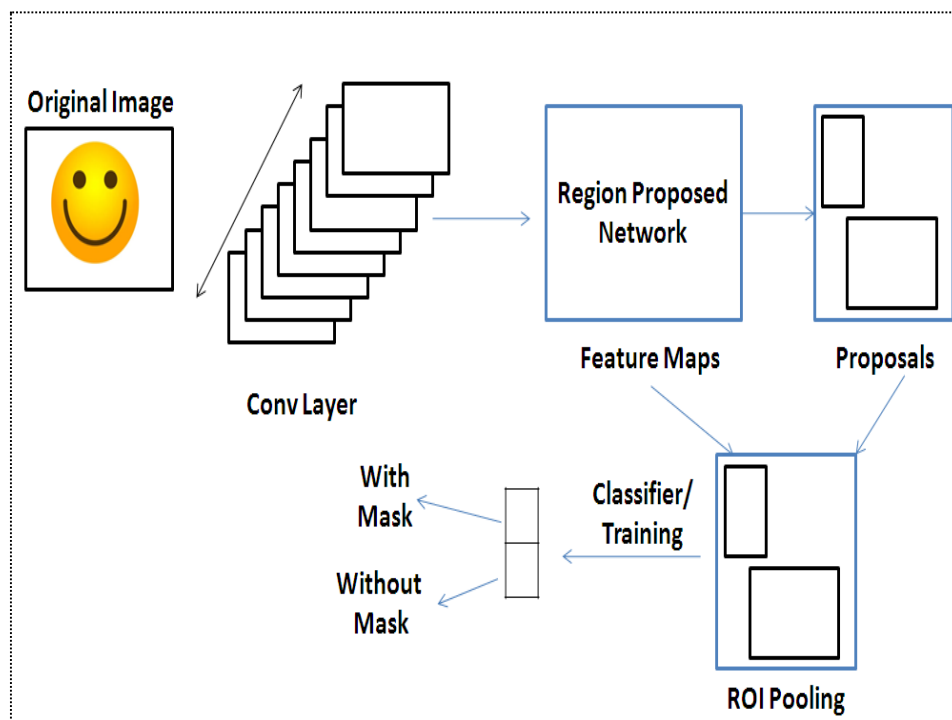 Original Image
Conv Layer
Region Proposed
Network
Feature Maps
Proposals
ROI Pooling
Classifier/
Training
With
Mask
Without
Mask